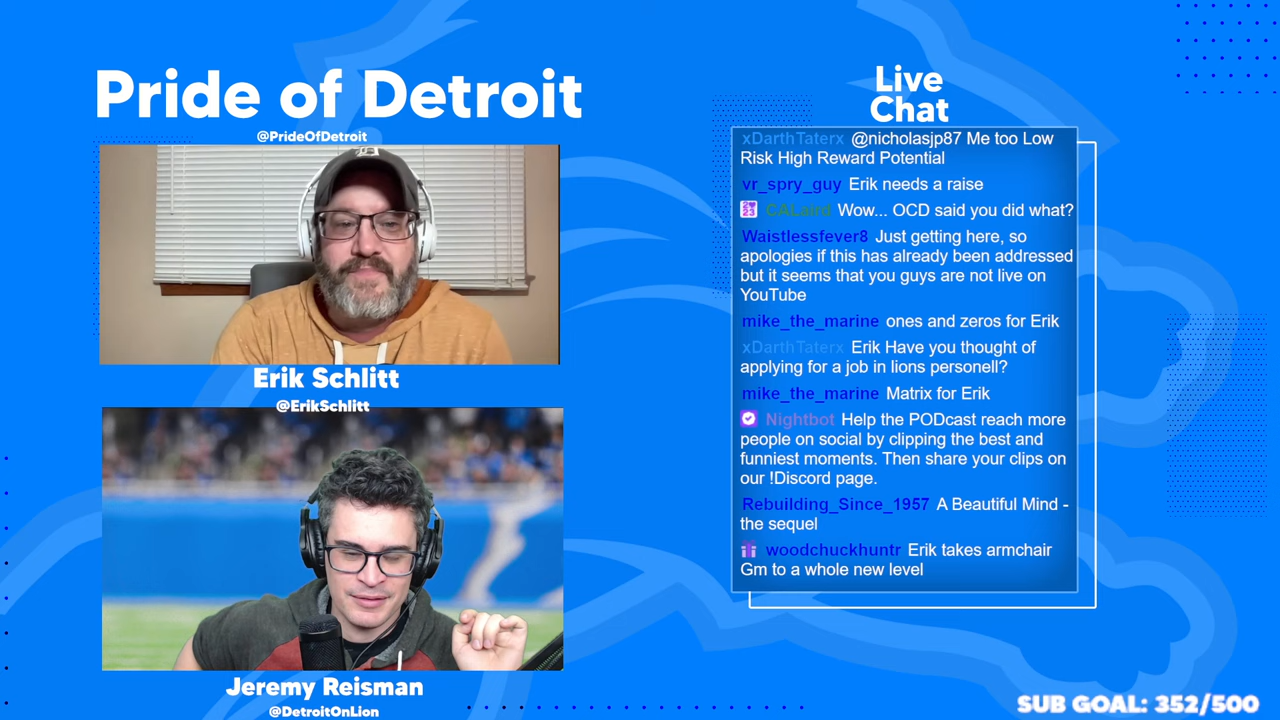 Pride of Detroit
@PrideOfDetroit
Erik Schlitt
@ErikSchlitt
Jeremy Reisman
@DetroitOnLion
Live
Chat
xDarthTaterx @nicholasjp87 Me too Low
Risk High Reward Potential
vr_spry_guy Erik needs a raise
CALaird Wow... OCD said you did what?
Waistlessfever8 Just getting here, so
apologies if this has already been addressed
but it seems that you guys are not live on
YouTube
mike_the_marine ones and zeros for Erik
xDarthTaterx Erik Have you thought of
applying for a job in lions personell?
mike_the_marine Matrix for Erik
Nightbot Help the PODcast reach more
people on social by clipping the best and
funniest moments. Then share your clips on
our !Discord page.
Rebuilding_Since_1957 A Beautiful Mind -
the sequel
woodchuckhuntr Erik takes armchair
Gm to a whole new level
SUB GOAL: 352/500